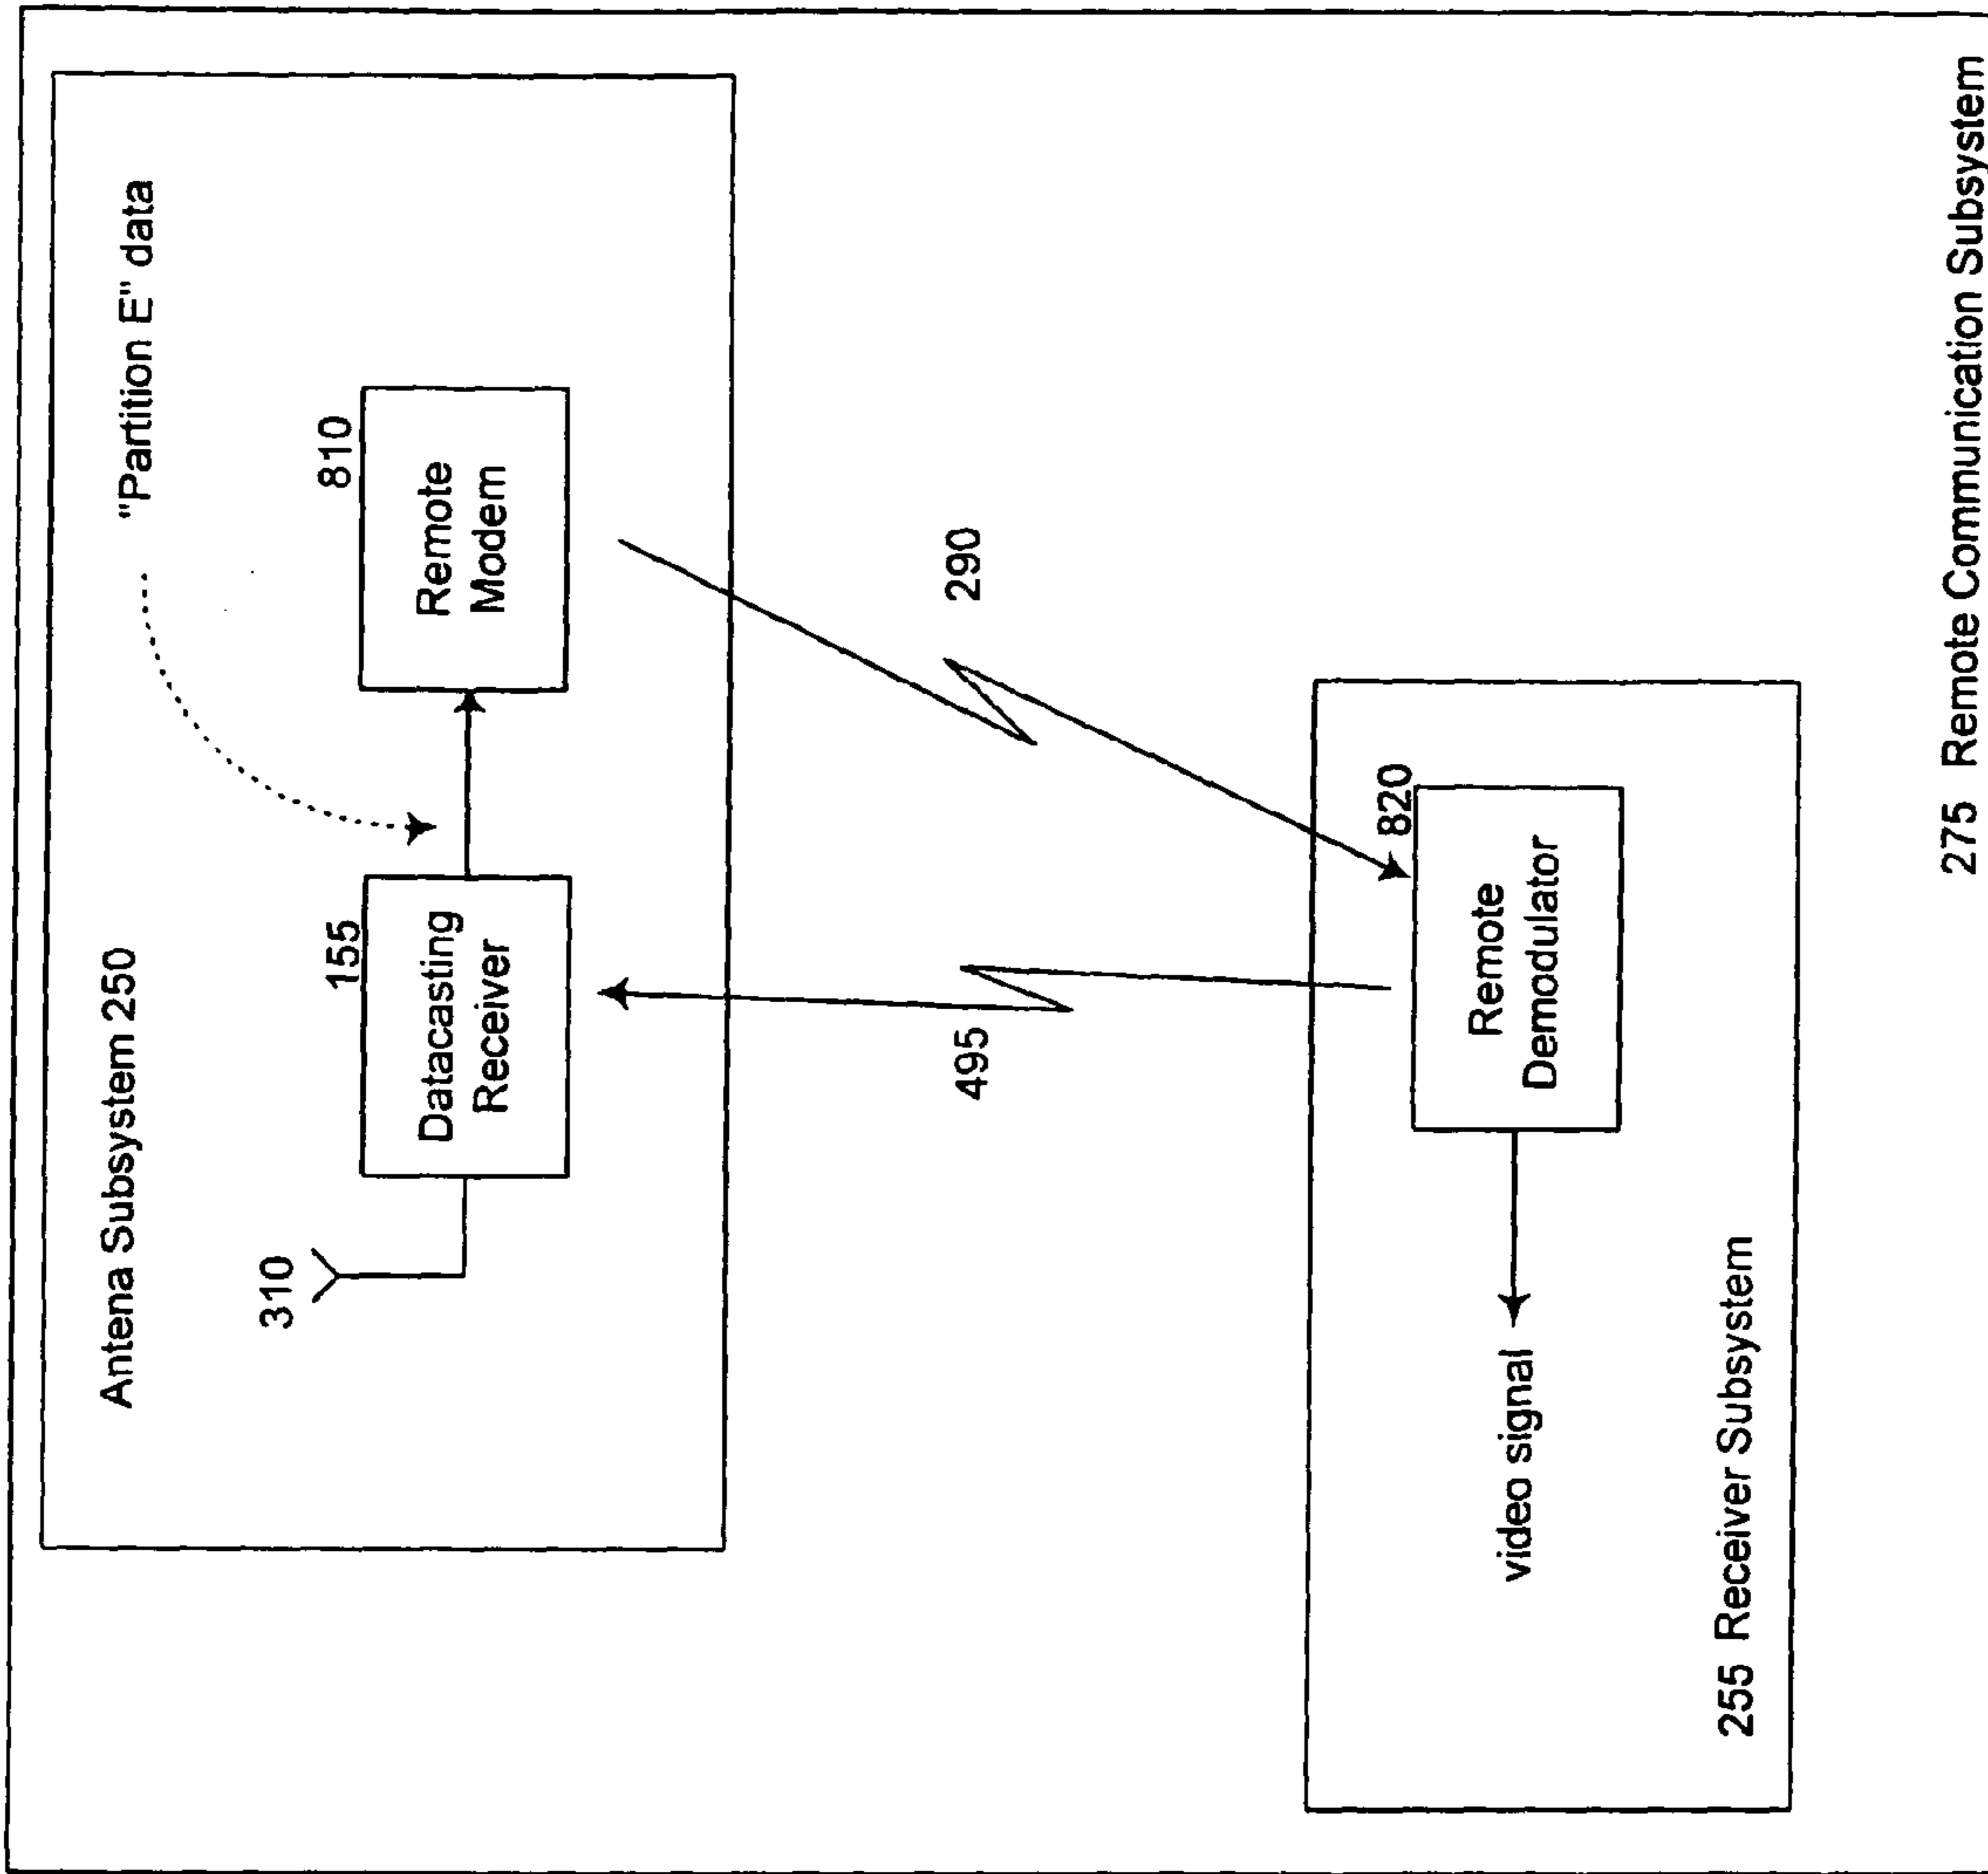 Antena Subsystem 250
"Partition E" data
310
155
810
Datacasting
Receiver
Remote
Modem
495
290
820
Remote
Demodulator
video signal
255 Receiver Subsystem
275 Remote Communication Subsystem